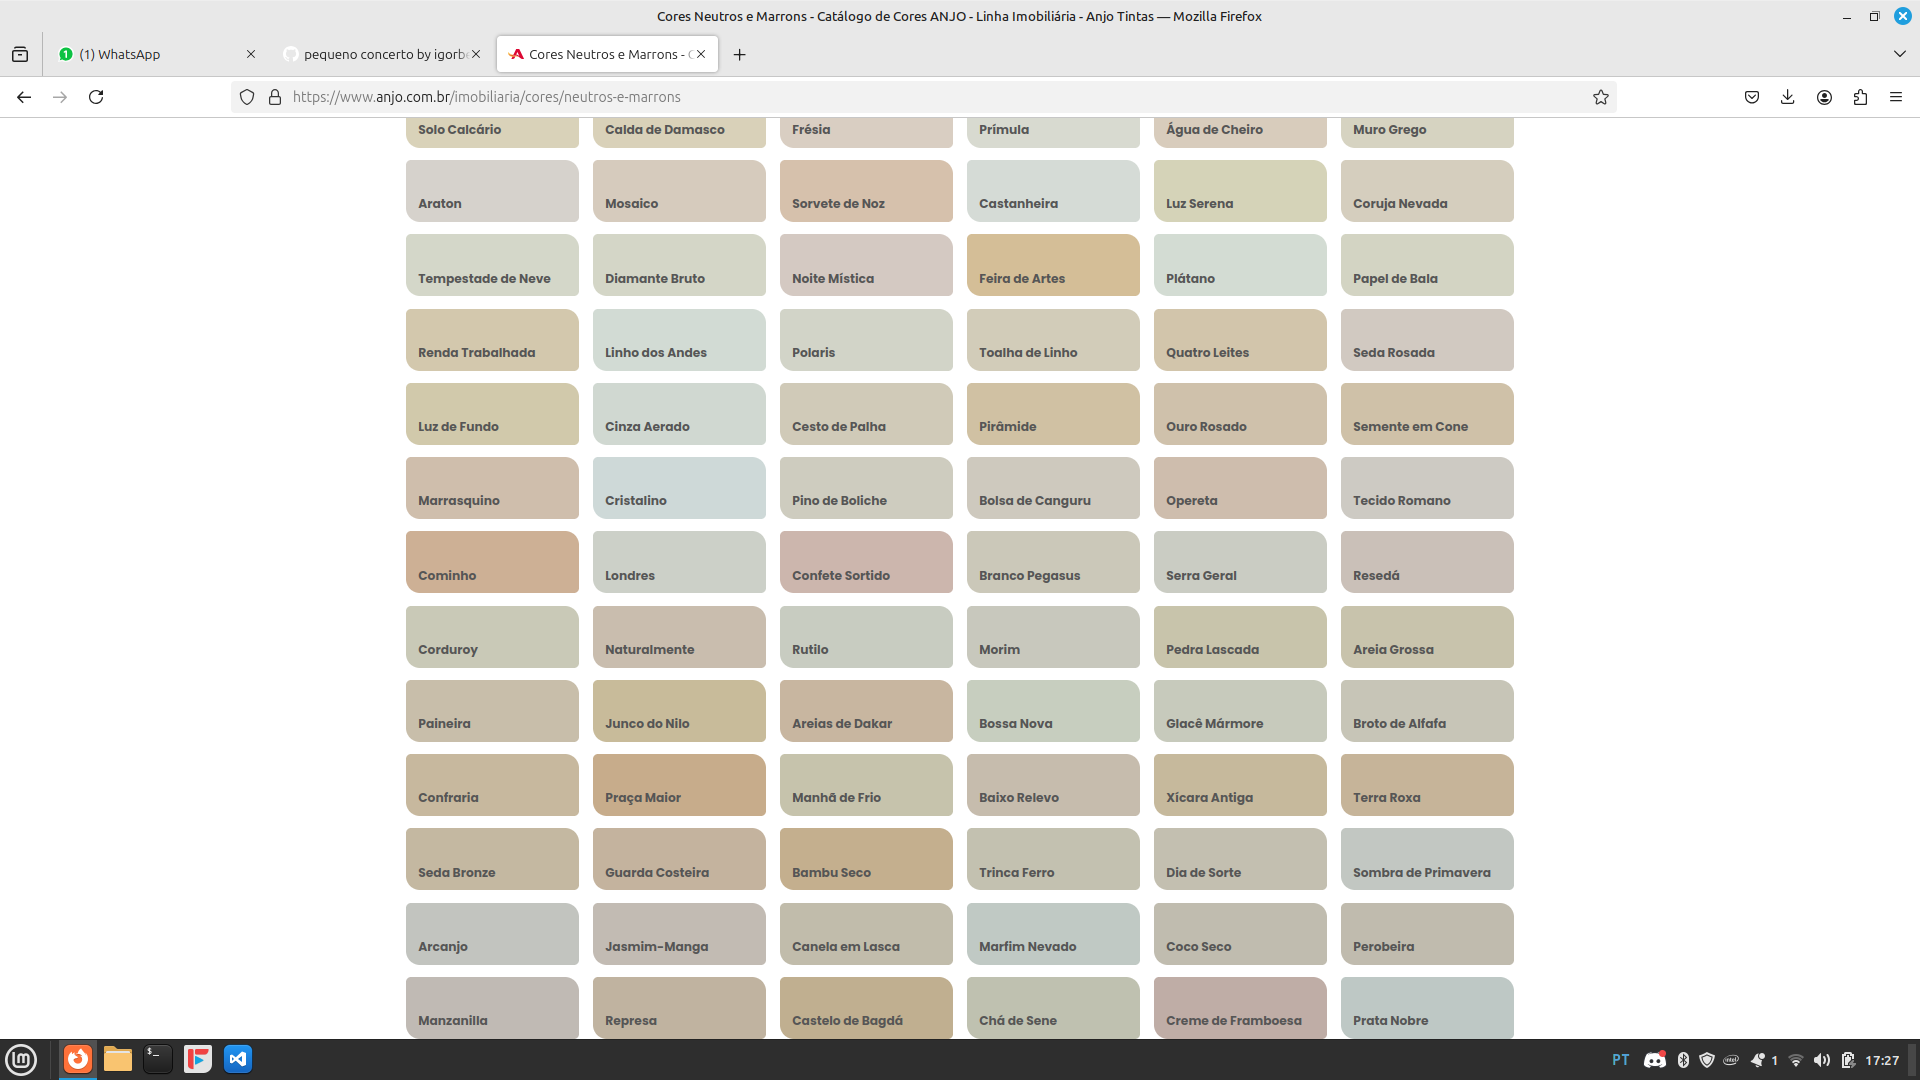 Cores Neutros e Marrons - Catálogo de Cores ANJO - Linha Imobiliária - Anjo Tintas — Mozilla Firefox
(1) WhatsApp
pequeno concerto by igorb
Cores Neutros e Marrons -
https://www.anjo.com.br/imobiliaria/cores/neutros-e-marrons
Solo Calcário Calda de Damasco Frésia Prímula Água de Cheiro Muro Grego
Araton Mosaico Sorvete de Noz Castanheira Luz Serena Coruja Nevada
Tempestade de Neve Diamante Bruto Noite Mística Feira de Artes Plátano Papel de Bala
Renda Trabalhada Linho dos Andes Polaris Toalha de Linho Quatro Leites Seda Rosada
Luz de Fundo Cinza Aerado Cesto de Palha Pirâmide Ouro Rosado Semente em Cone
Marrasquino Cristalino Pino de Boliche Bolsa de Canguru Opereta Tecido Romano
Cominho Londres Confete Sortido Branco Pegasus Serra Geral Resedá
Corduroy Naturalmente Rutilo Morim Pedra Lascada Areia Grossa
Paineira Junco do Nilo Areias de Dakar Bossa Nova Glacê Mármore Broto de Alfafa
Confraria Praça Maior Manhã de Frio Baixo Relevo Xícara Antiga Terra Roxa
Seda Bronze Guarda Costeira Bambu Seco Trinca Ferro Dia de Sorte Sombra de Primavera
Arcanjo Jasmim-Manga Canela em Lasca Marfim Nevado Coco Seco Perobeira
Manzanilla Represa Castelo de Bagdá Chá de Sene Creme de Framboesa Prata Nobre
PT 1 17:27